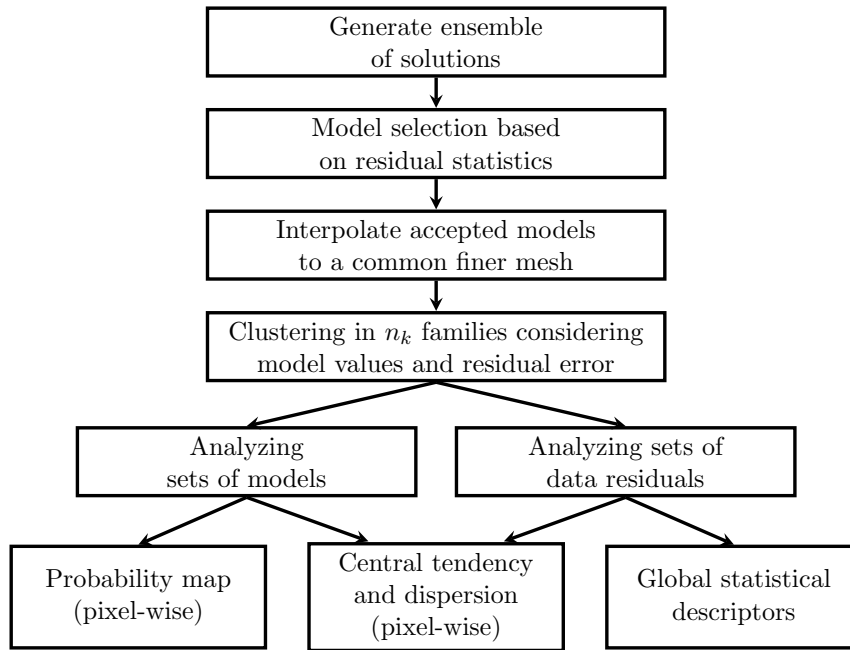 Generate ensemble
of solutions
Model selection based
on residual statistics
Interpolate accepted models
to a common finer mesh
Clustering in n_k families considering
model values and residual error
Analyzing
sets of models
Analyzing sets of
data residuals
Probability map
(pixel-wise)
Central tendency
and dispersion
(pixel-wise)
Global statistical
descriptors